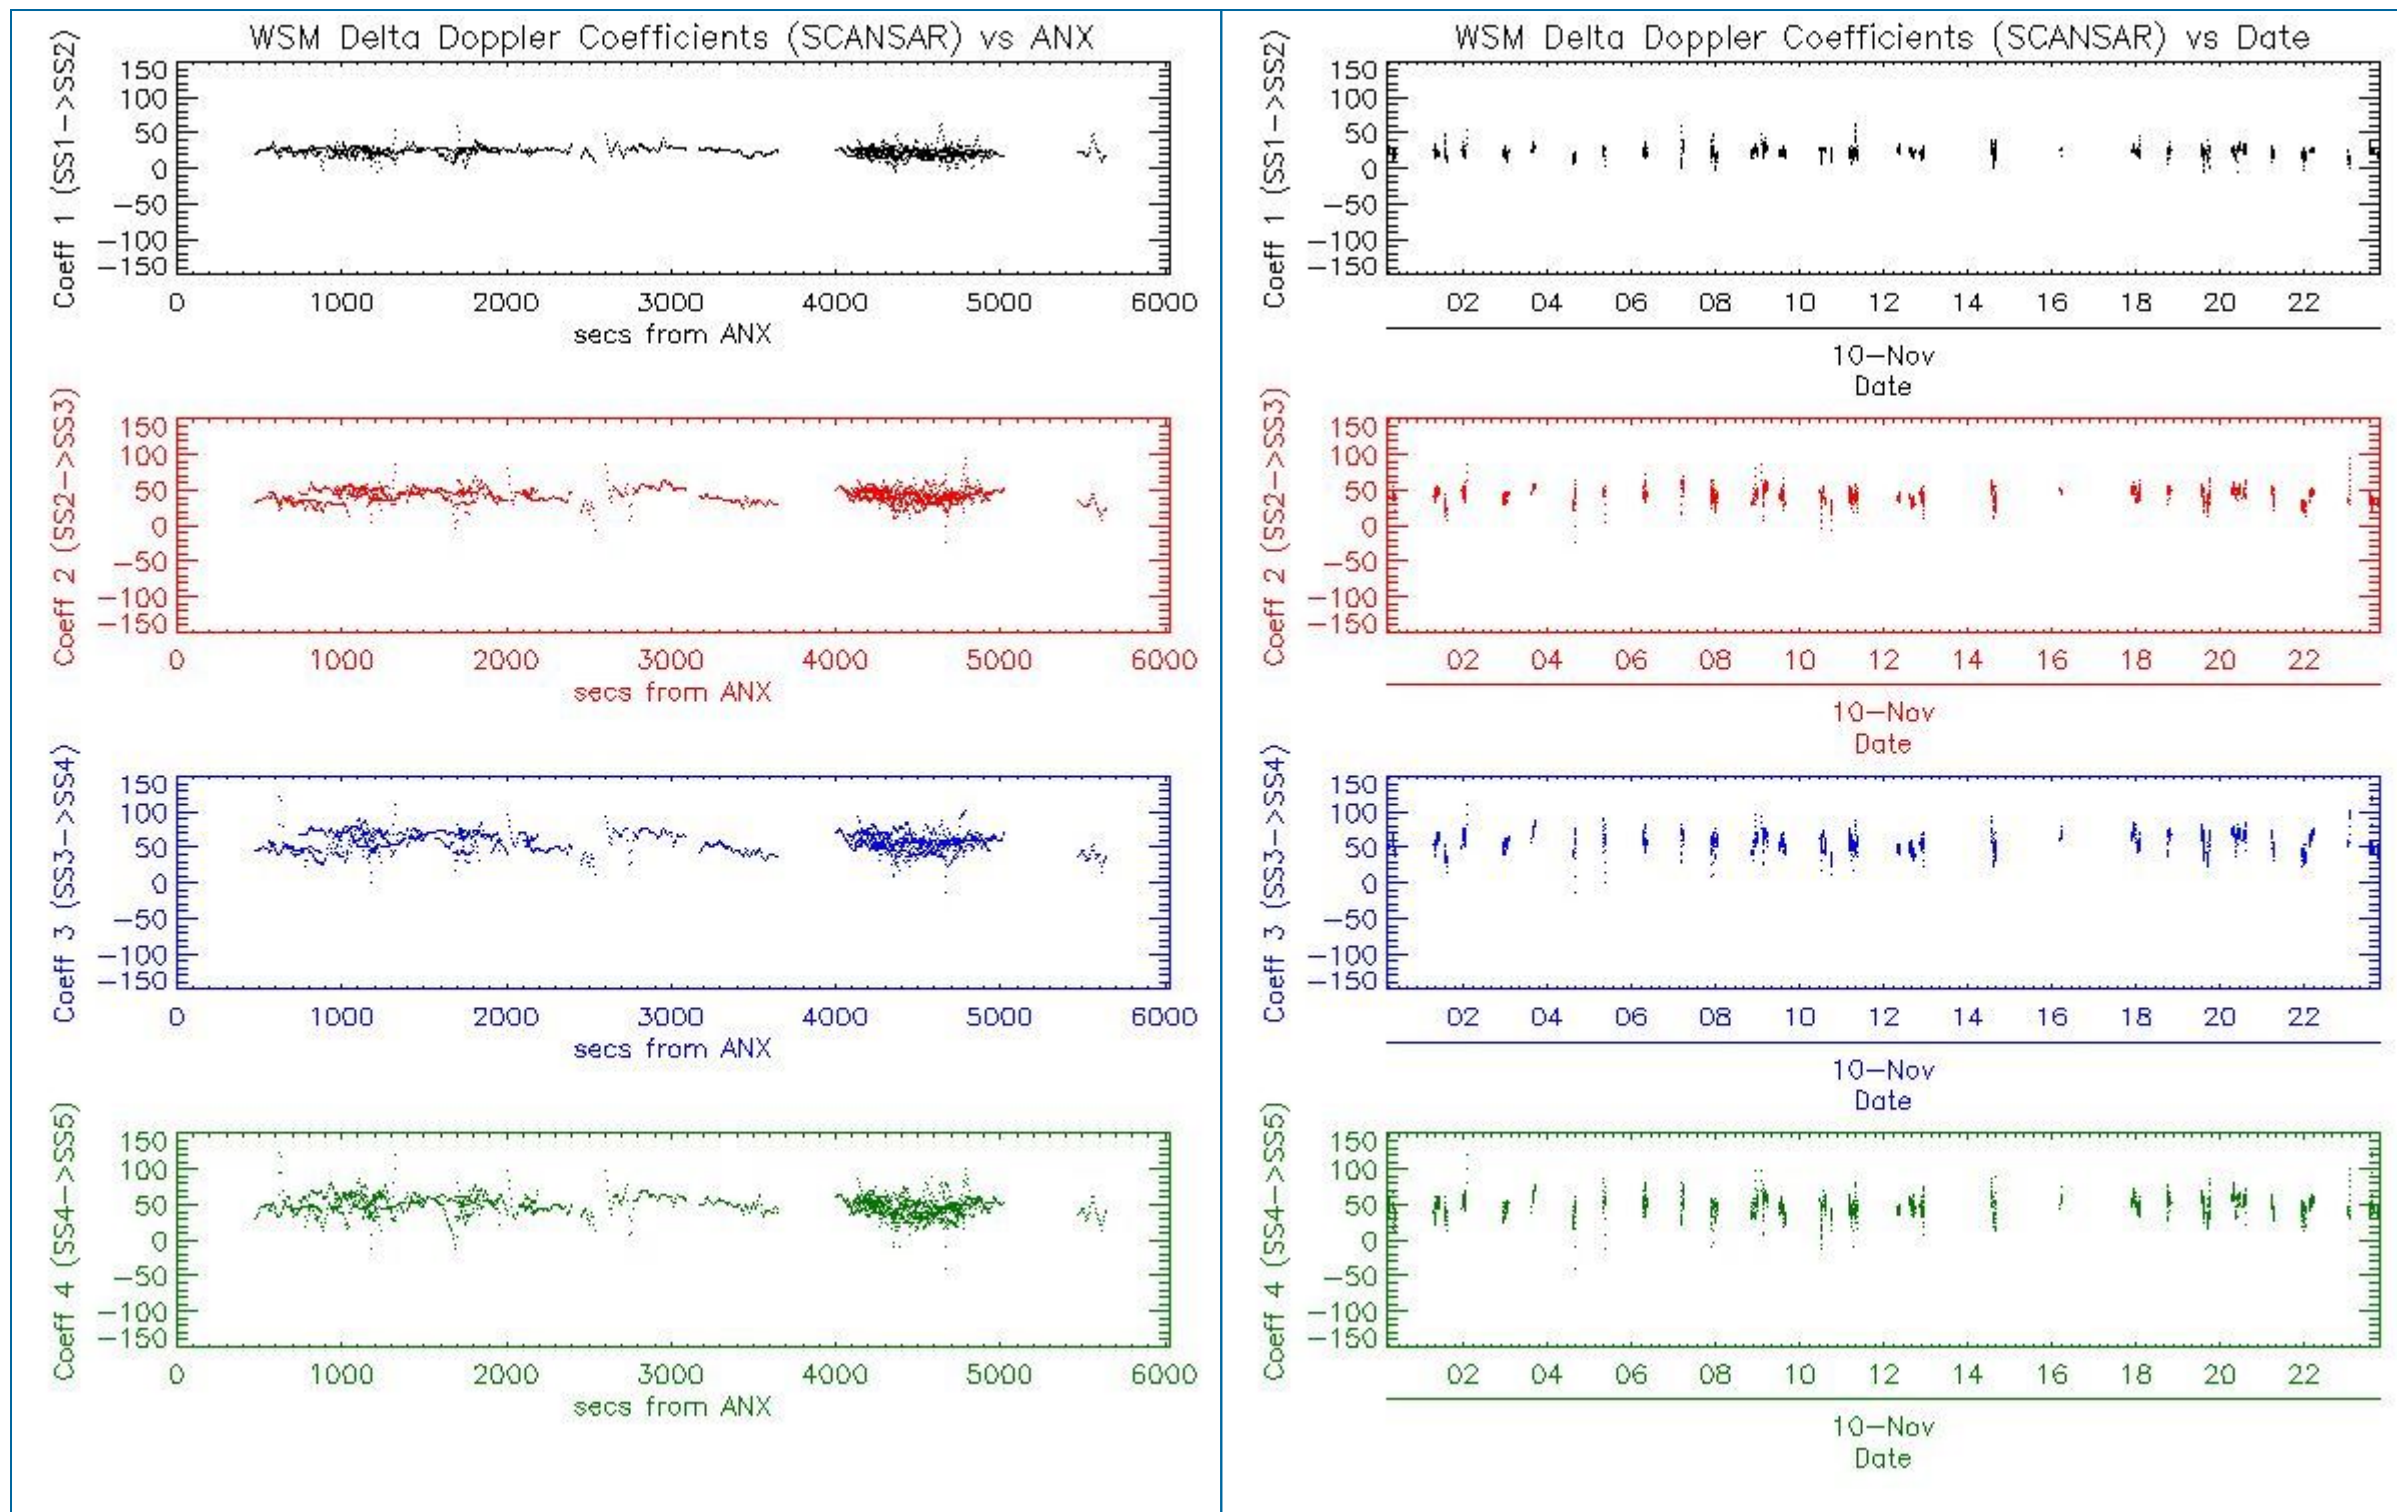 WSM Delta Doppler Coefficients (SCANSAR) vs ANX
Coeff 1 (SS1->SS2)
150
100
50
0
-50
-100
-150
0 1000 2000 3000 4000 5000 6000
secs from ANX
Coeff 2 (SS2->SS3)
150
100
50
0
-50
-100
-150
0 1000 2000 3000 4000 5000 6000
secs from ANX
Coeff 3 (SS3->SS4)
150
100
50
0
-50
-100
-150
0 1000 2000 3000 4000 5000 6000
secs from ANX
Coeff 4 (SS4->SS5)
150
100
50
0
-50
-100
-150
0 1000 2000 3000 4000 5000 6000
secs from ANX
WSM Delta Doppler Coefficients (SCANSAR) vs Date
Coeff 1 (SS1->SS2)
150
100
50
0
-50
-100
-150
02 04 06 08 10 12 14 16 18 20 22
10-Nov
Date
Coeff 2 (SS2->SS3)
150
100
50
0
-50
-100
-150
02 04 06 08 10 12 14 16 18 20 22
10-Nov
Date
Coeff 3 (SS3->SS4)
150
100
50
0
-50
-100
-150
02 04 06 08 10 12 14 16 18 20 22
10-Nov
Date
Coeff 4 (SS4->SS5)
150
100
50
0
-50
-100
-150
02 04 06 08 10 12 14 16 18 20 22
10-Nov
Date